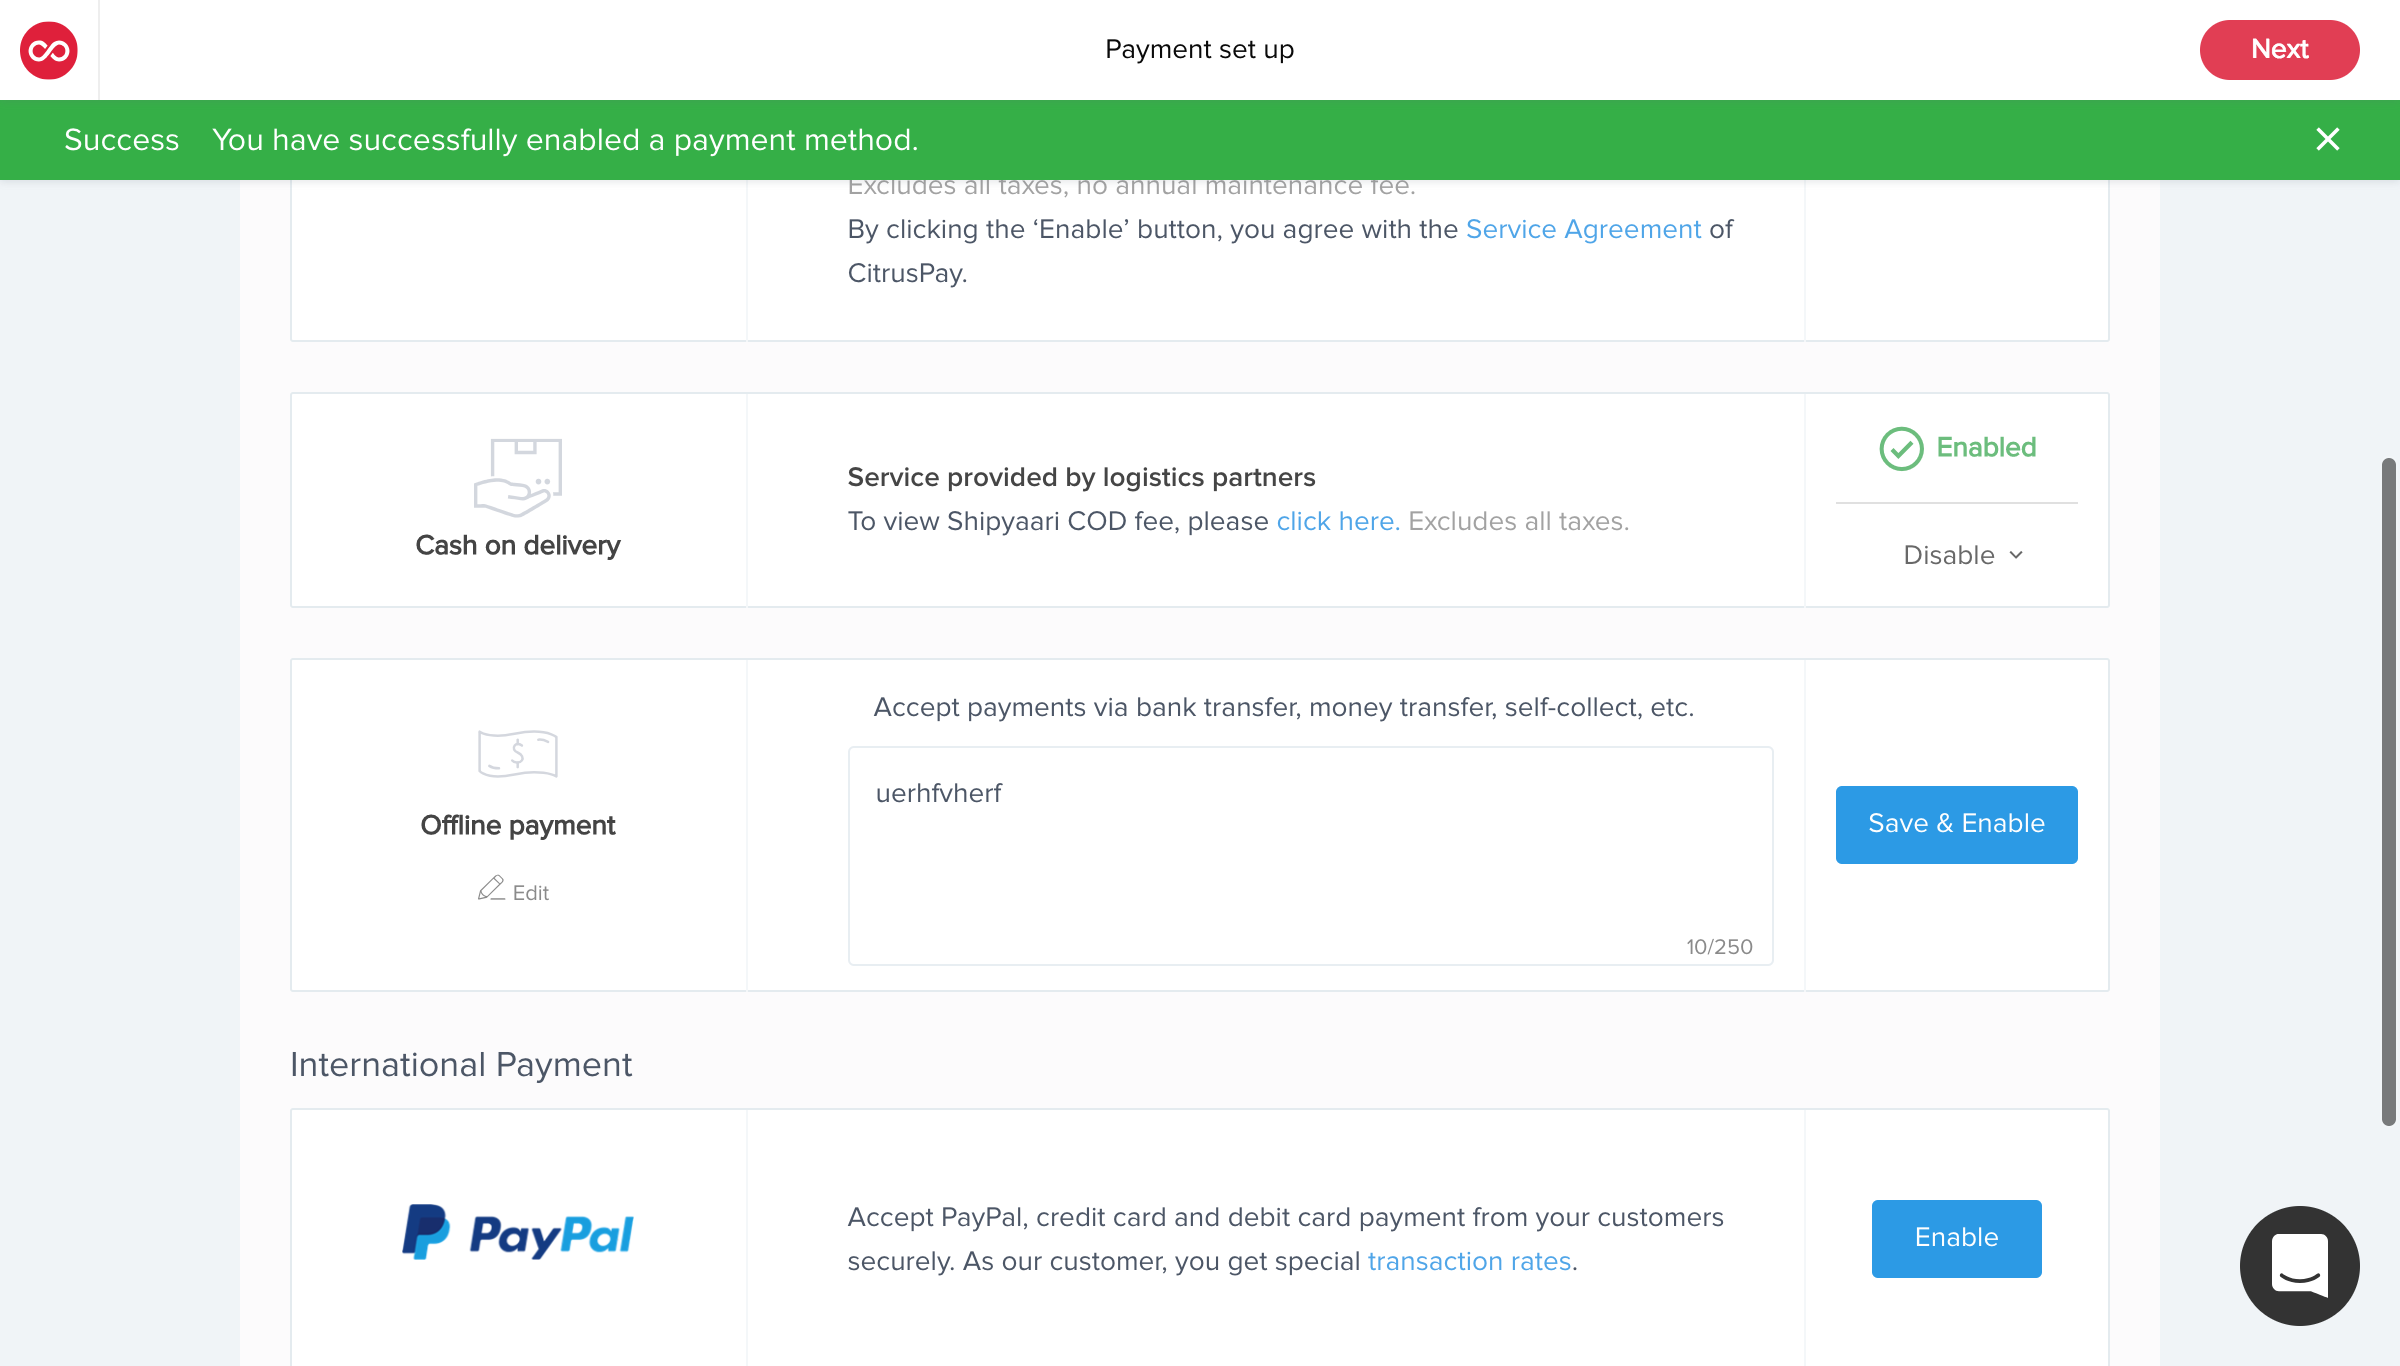 Payment set up
Next
Success You have successfully enabled a payment method.
Excludes all taxes, no annual maintenance fee.
By clicking the ‘Enable’ button, you agree with the Service Agreement of
CitrusPay.
Cash on delivery
Service provided by logistics partners
To view Shipyaari COD fee, please click here. Excludes all taxes.
Enabled
Disable
Offline payment
Edit
Accept payments via bank transfer, money transfer, self-collect, etc.
uerhfvherf
10/250
Save & Enable
International Payment
PayPal
Accept PayPal, credit card and debit card payment from your customers
securely. As our customer, you get special transaction rates.
Enable